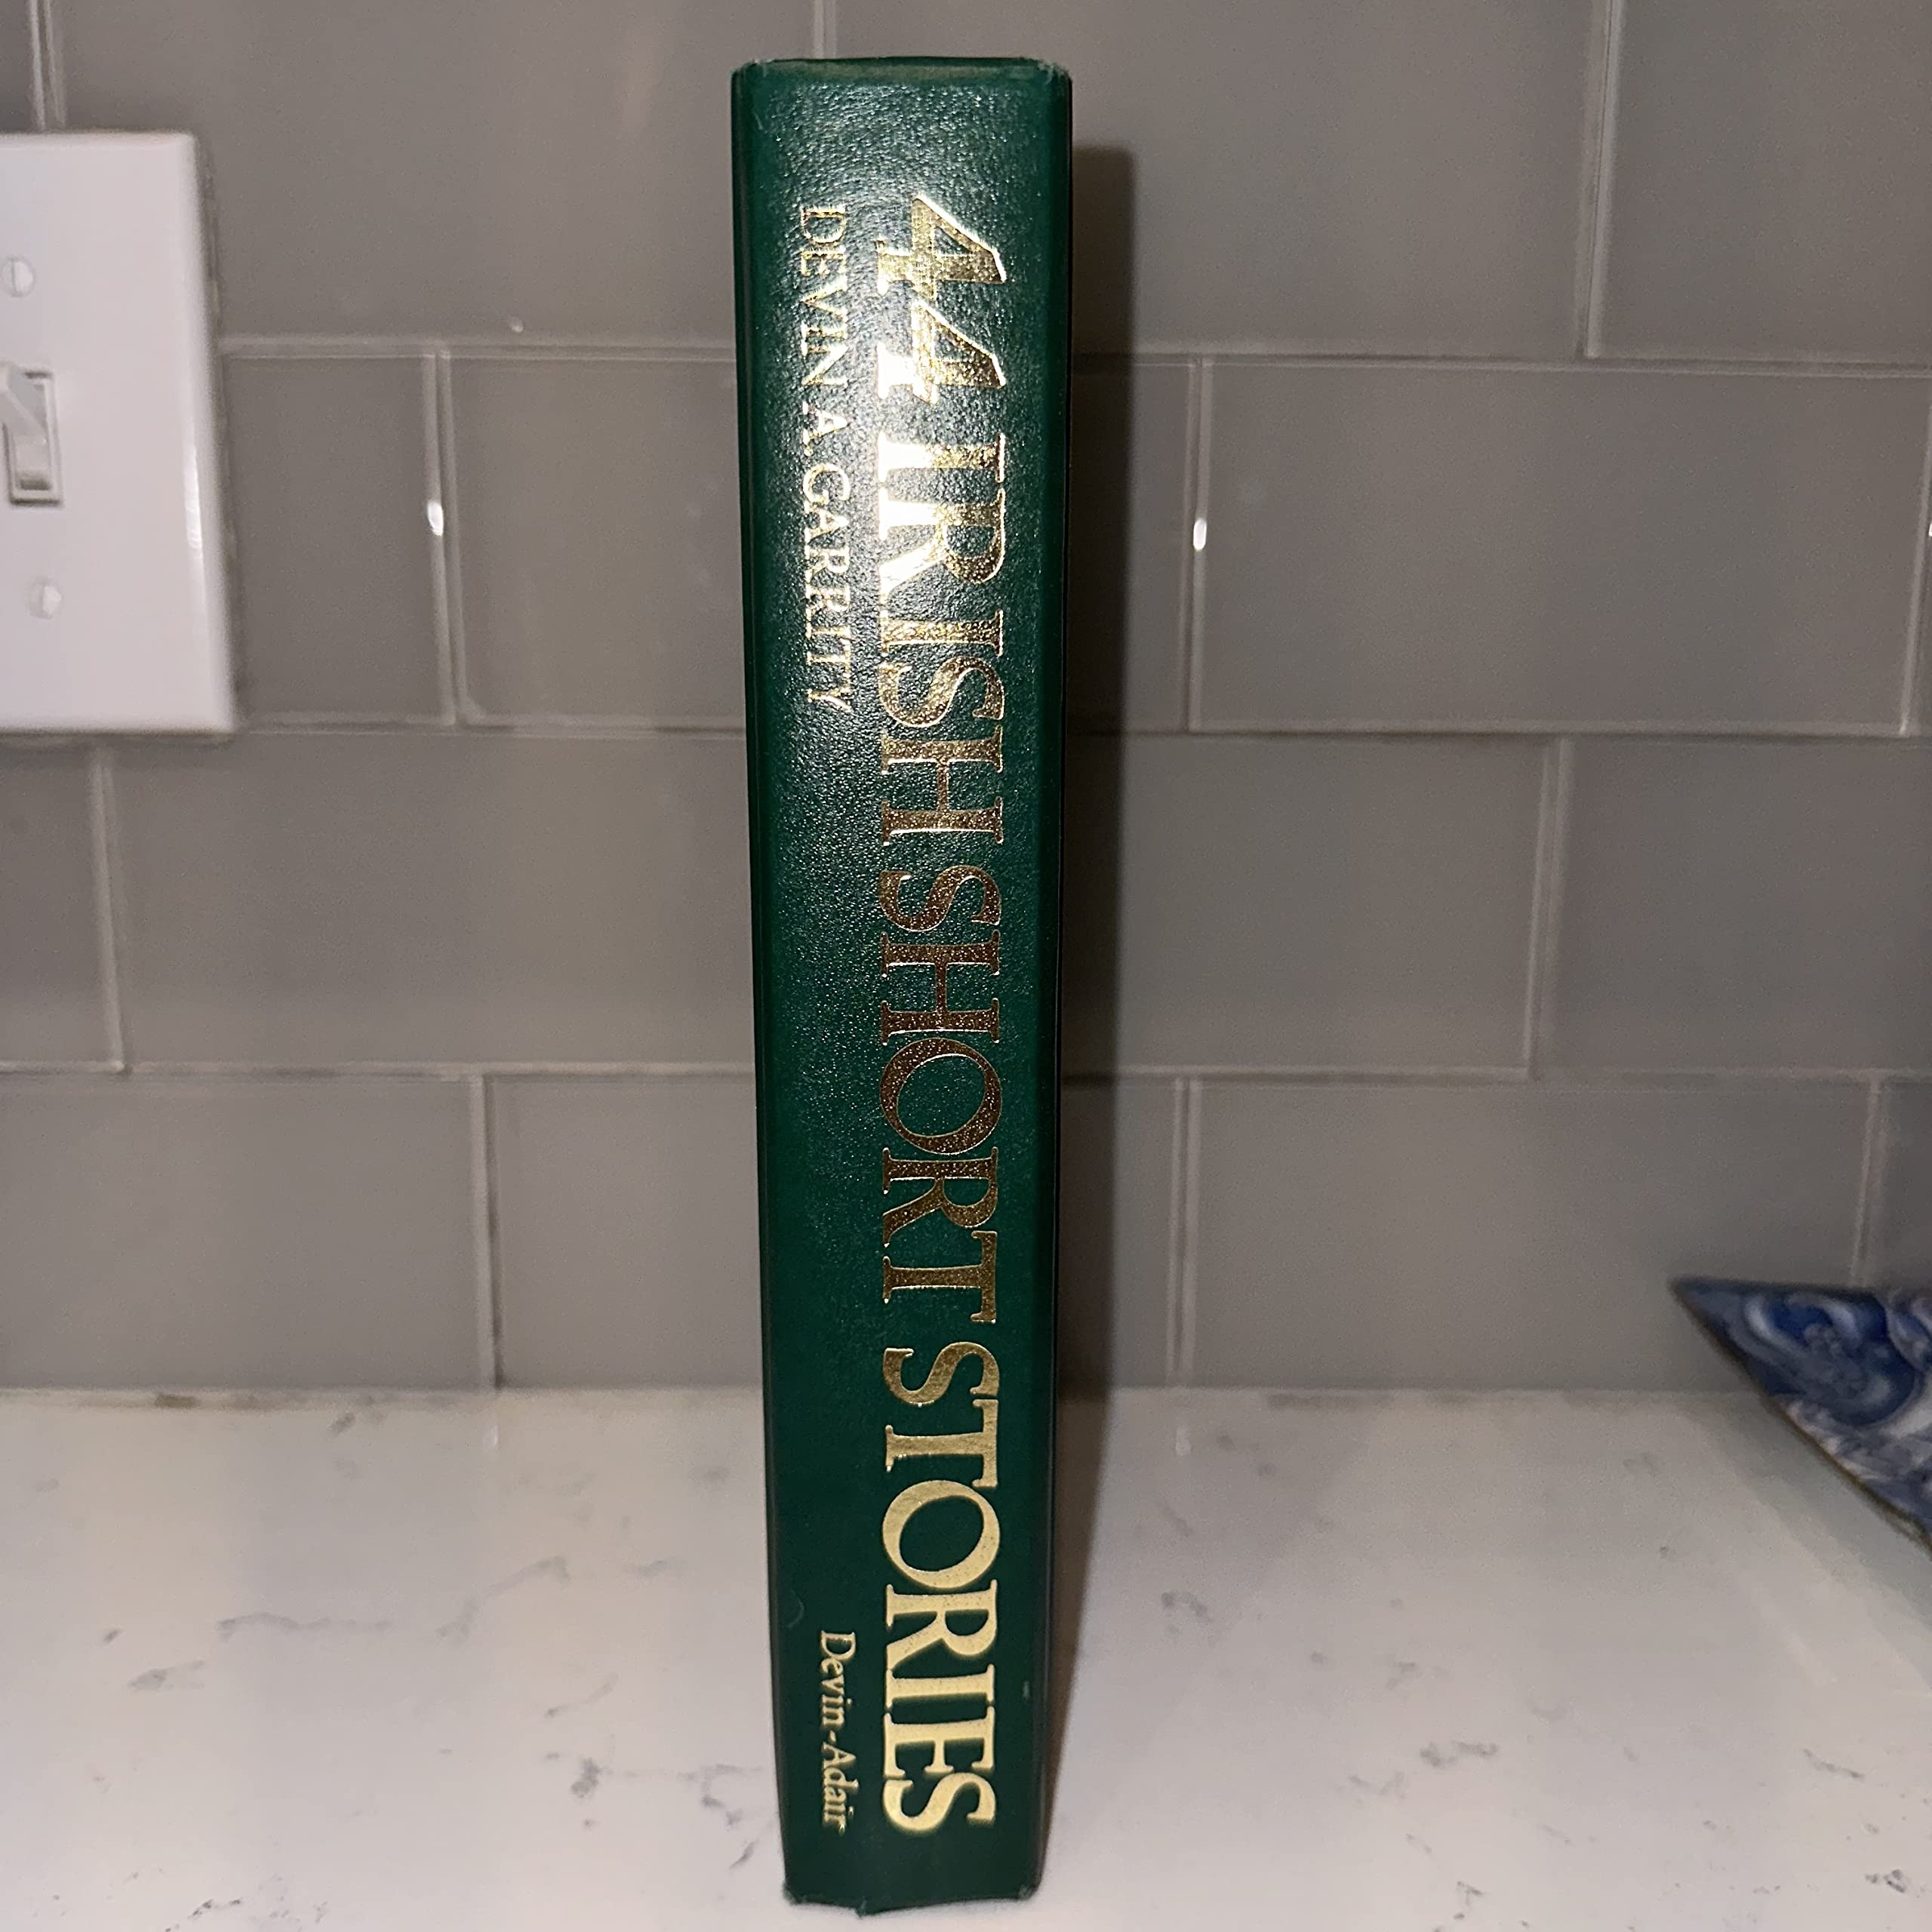 44 IRISH SHORT STORIES
DEVIN A. GARRITY
Devin-Adair